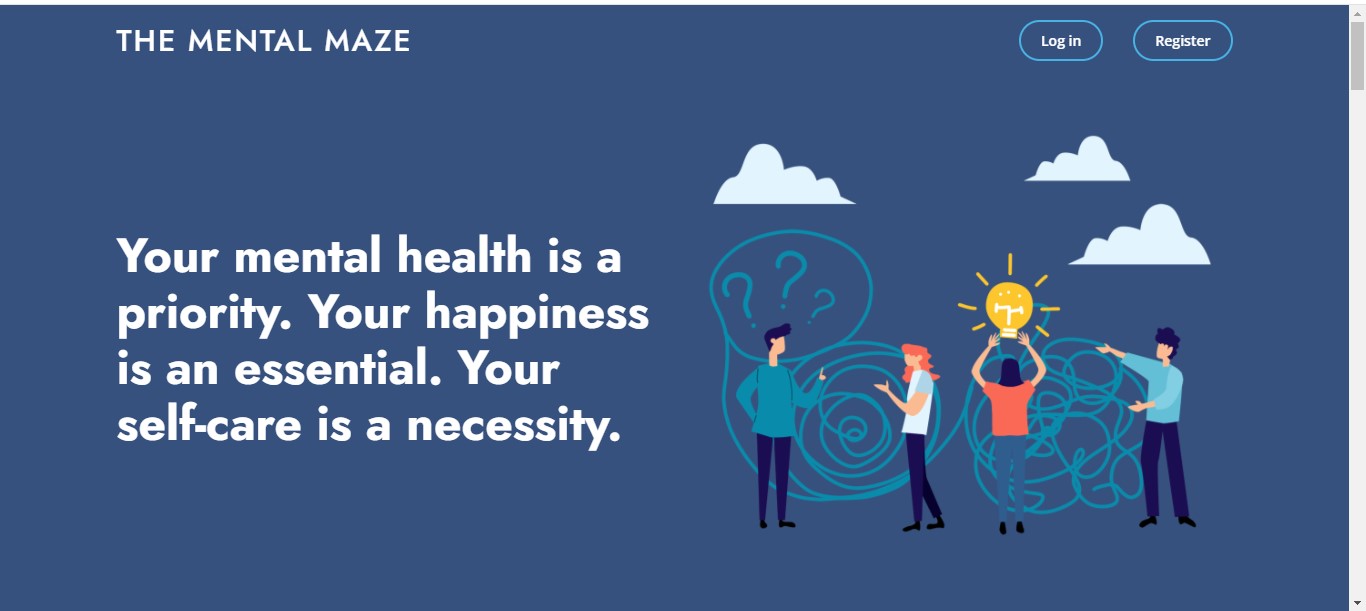 THE MENTAL MAZE
Log in
Register
Your mental health is a
priority. Your happiness
is an essential. Your
self-care is a necessity.
? ? ?